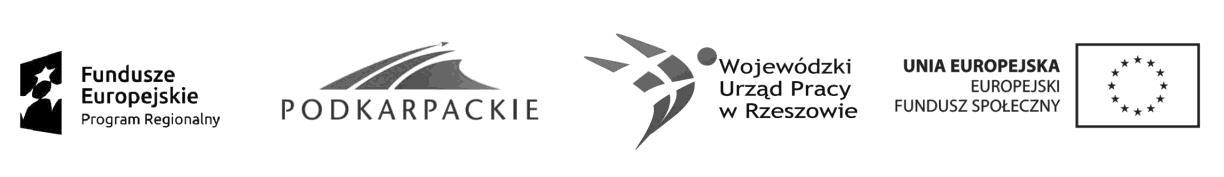 Fundusze
Europejskie
Program Regionalny
PODKARPACKIE
Wojewódzki
Urząd Pracy
w Rzeszowie
UNIA EUROPEJSKA
EUROPEJSKI
FUNDUSZ SPOŁECZNY